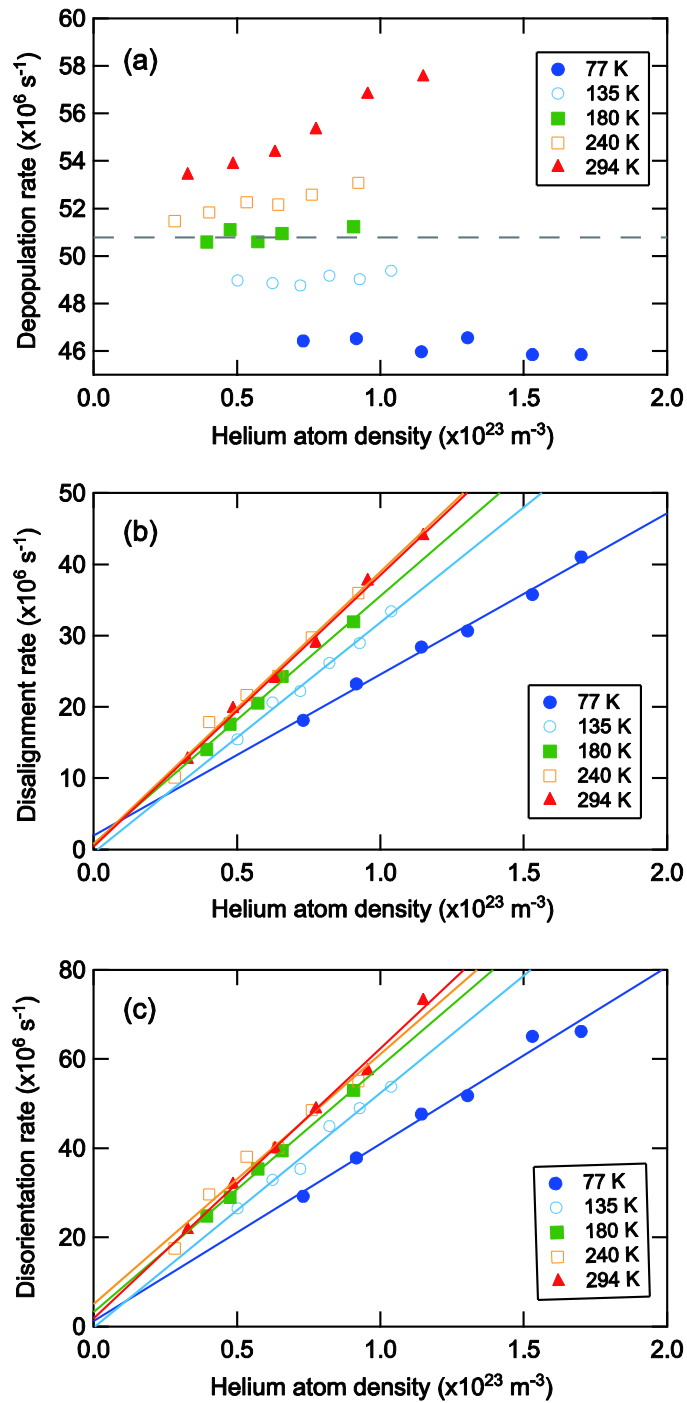 (a)
77 K
135 K
180 K
240 K
294 K
60
58
56
54
52
50
48
46
Depopulation rate (x10⁶ s⁻¹)
0.0 0.5 1.0 1.5 2.0
Helium atom density (x10²³ m⁻³)
(b)
77 K
135 K
180 K
240 K
294 K
50
40
30
20
10
0
Disalignment rate (x10⁶ s⁻¹)
0.0 0.5 1.0 1.5 2.0
Helium atom density (x10²³ m⁻³)
(c)
77 K
135 K
180 K
240 K
294 K
80
60
40
20
0
Disorientation rate (x10⁶ s⁻¹)
0.0 0.5 1.0 1.5 2.0
Helium atom density (x10²³ m⁻³)